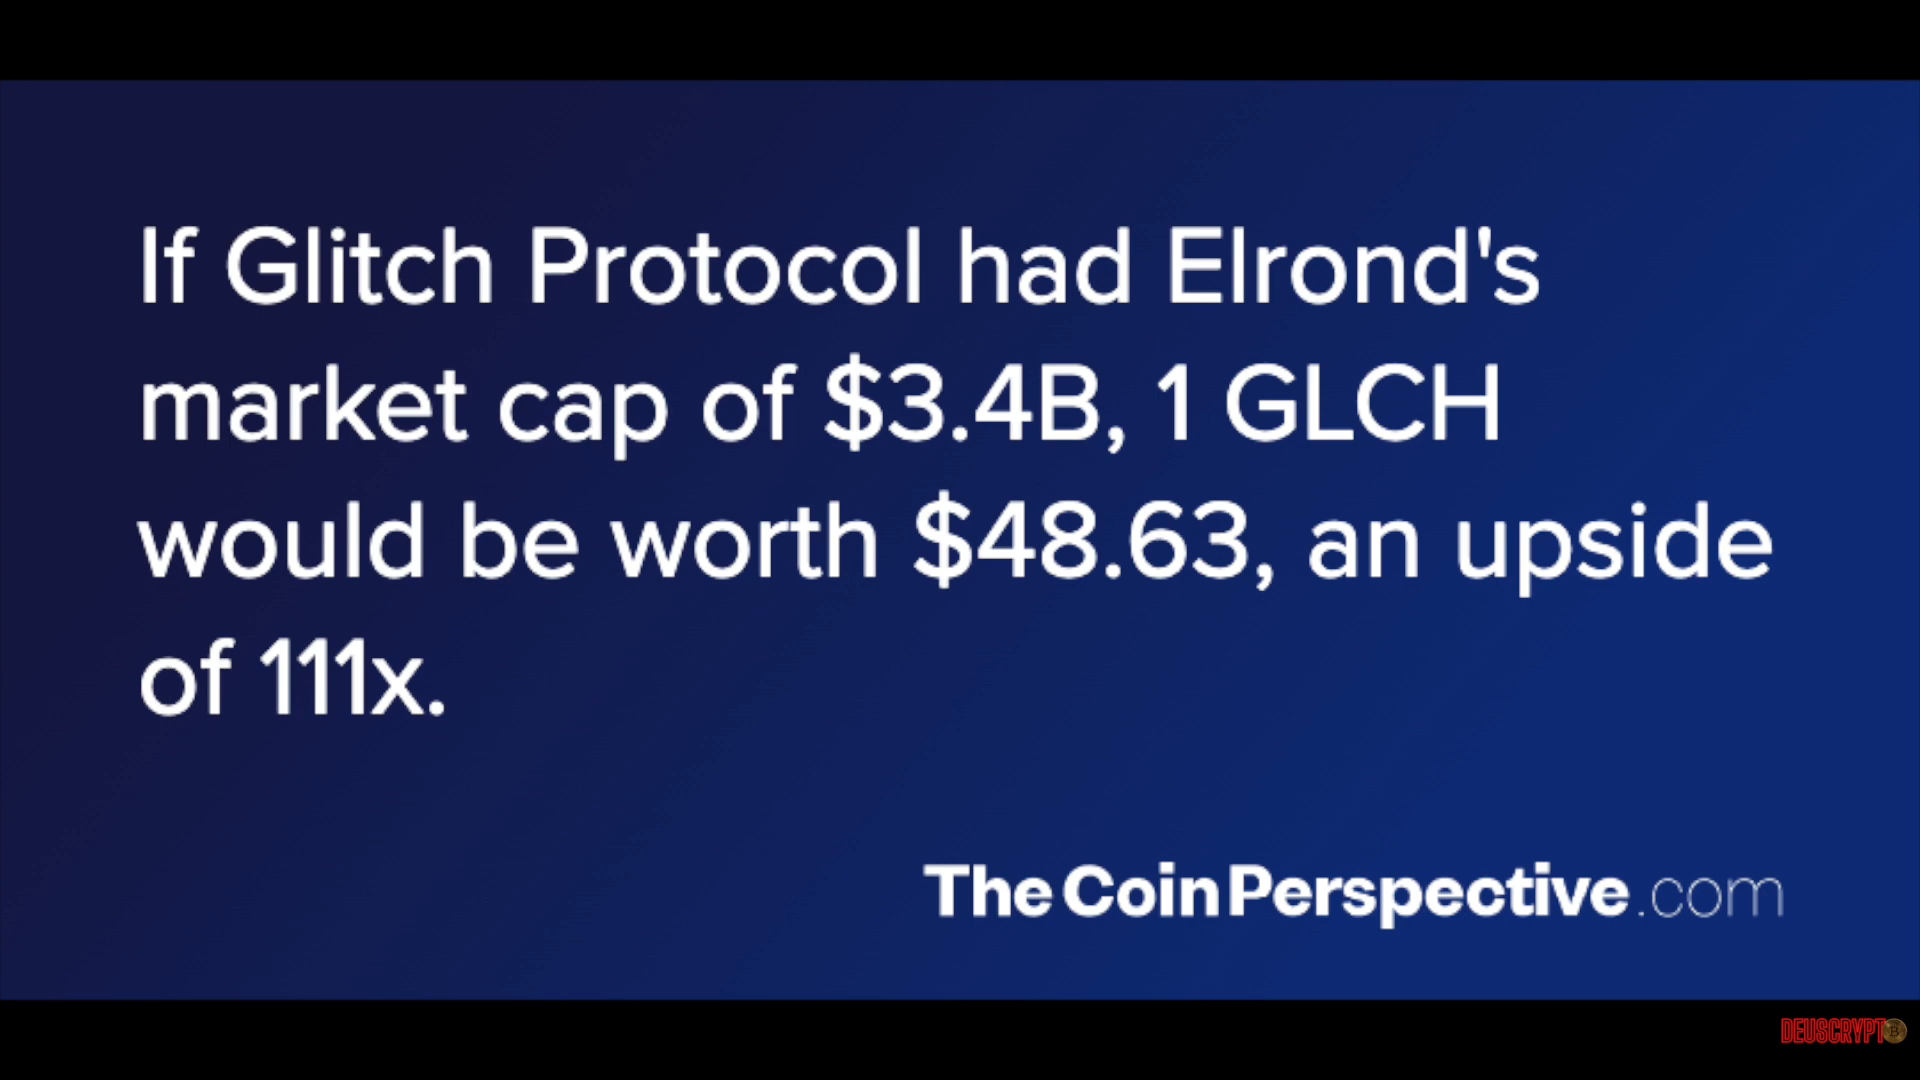 If Glitch Protocol had Elrond's
market cap of $3.4B, 1 GLCH
would be worth $48.63, an upside
of 111x.
TheCoinPerspective.com
DEUSCRYPTO